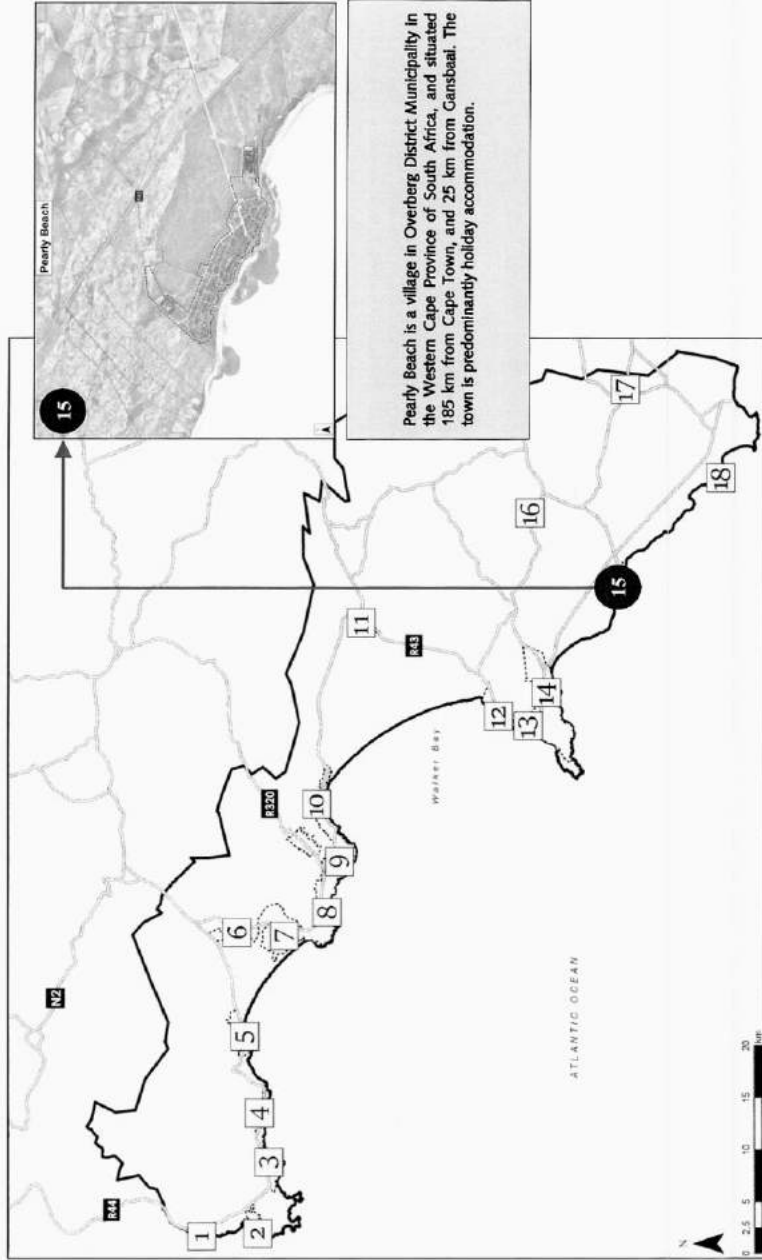 Pearly Beach
15
Pearly Beach is a village in Overberg District Municipality in
the Western Cape Province of South Africa, and situated
185 km from Cape Town, and 25 km from Gansbaai. The
town is predominantly holiday accommodation.
N2
R44
R320
R43
1
2
3
4
5
6
7
8
9
10
11
12
13
14
15
16
17
18
Walker Bay
ATLANTIC OCEAN
N
0 2.5 5 10 15 20
km